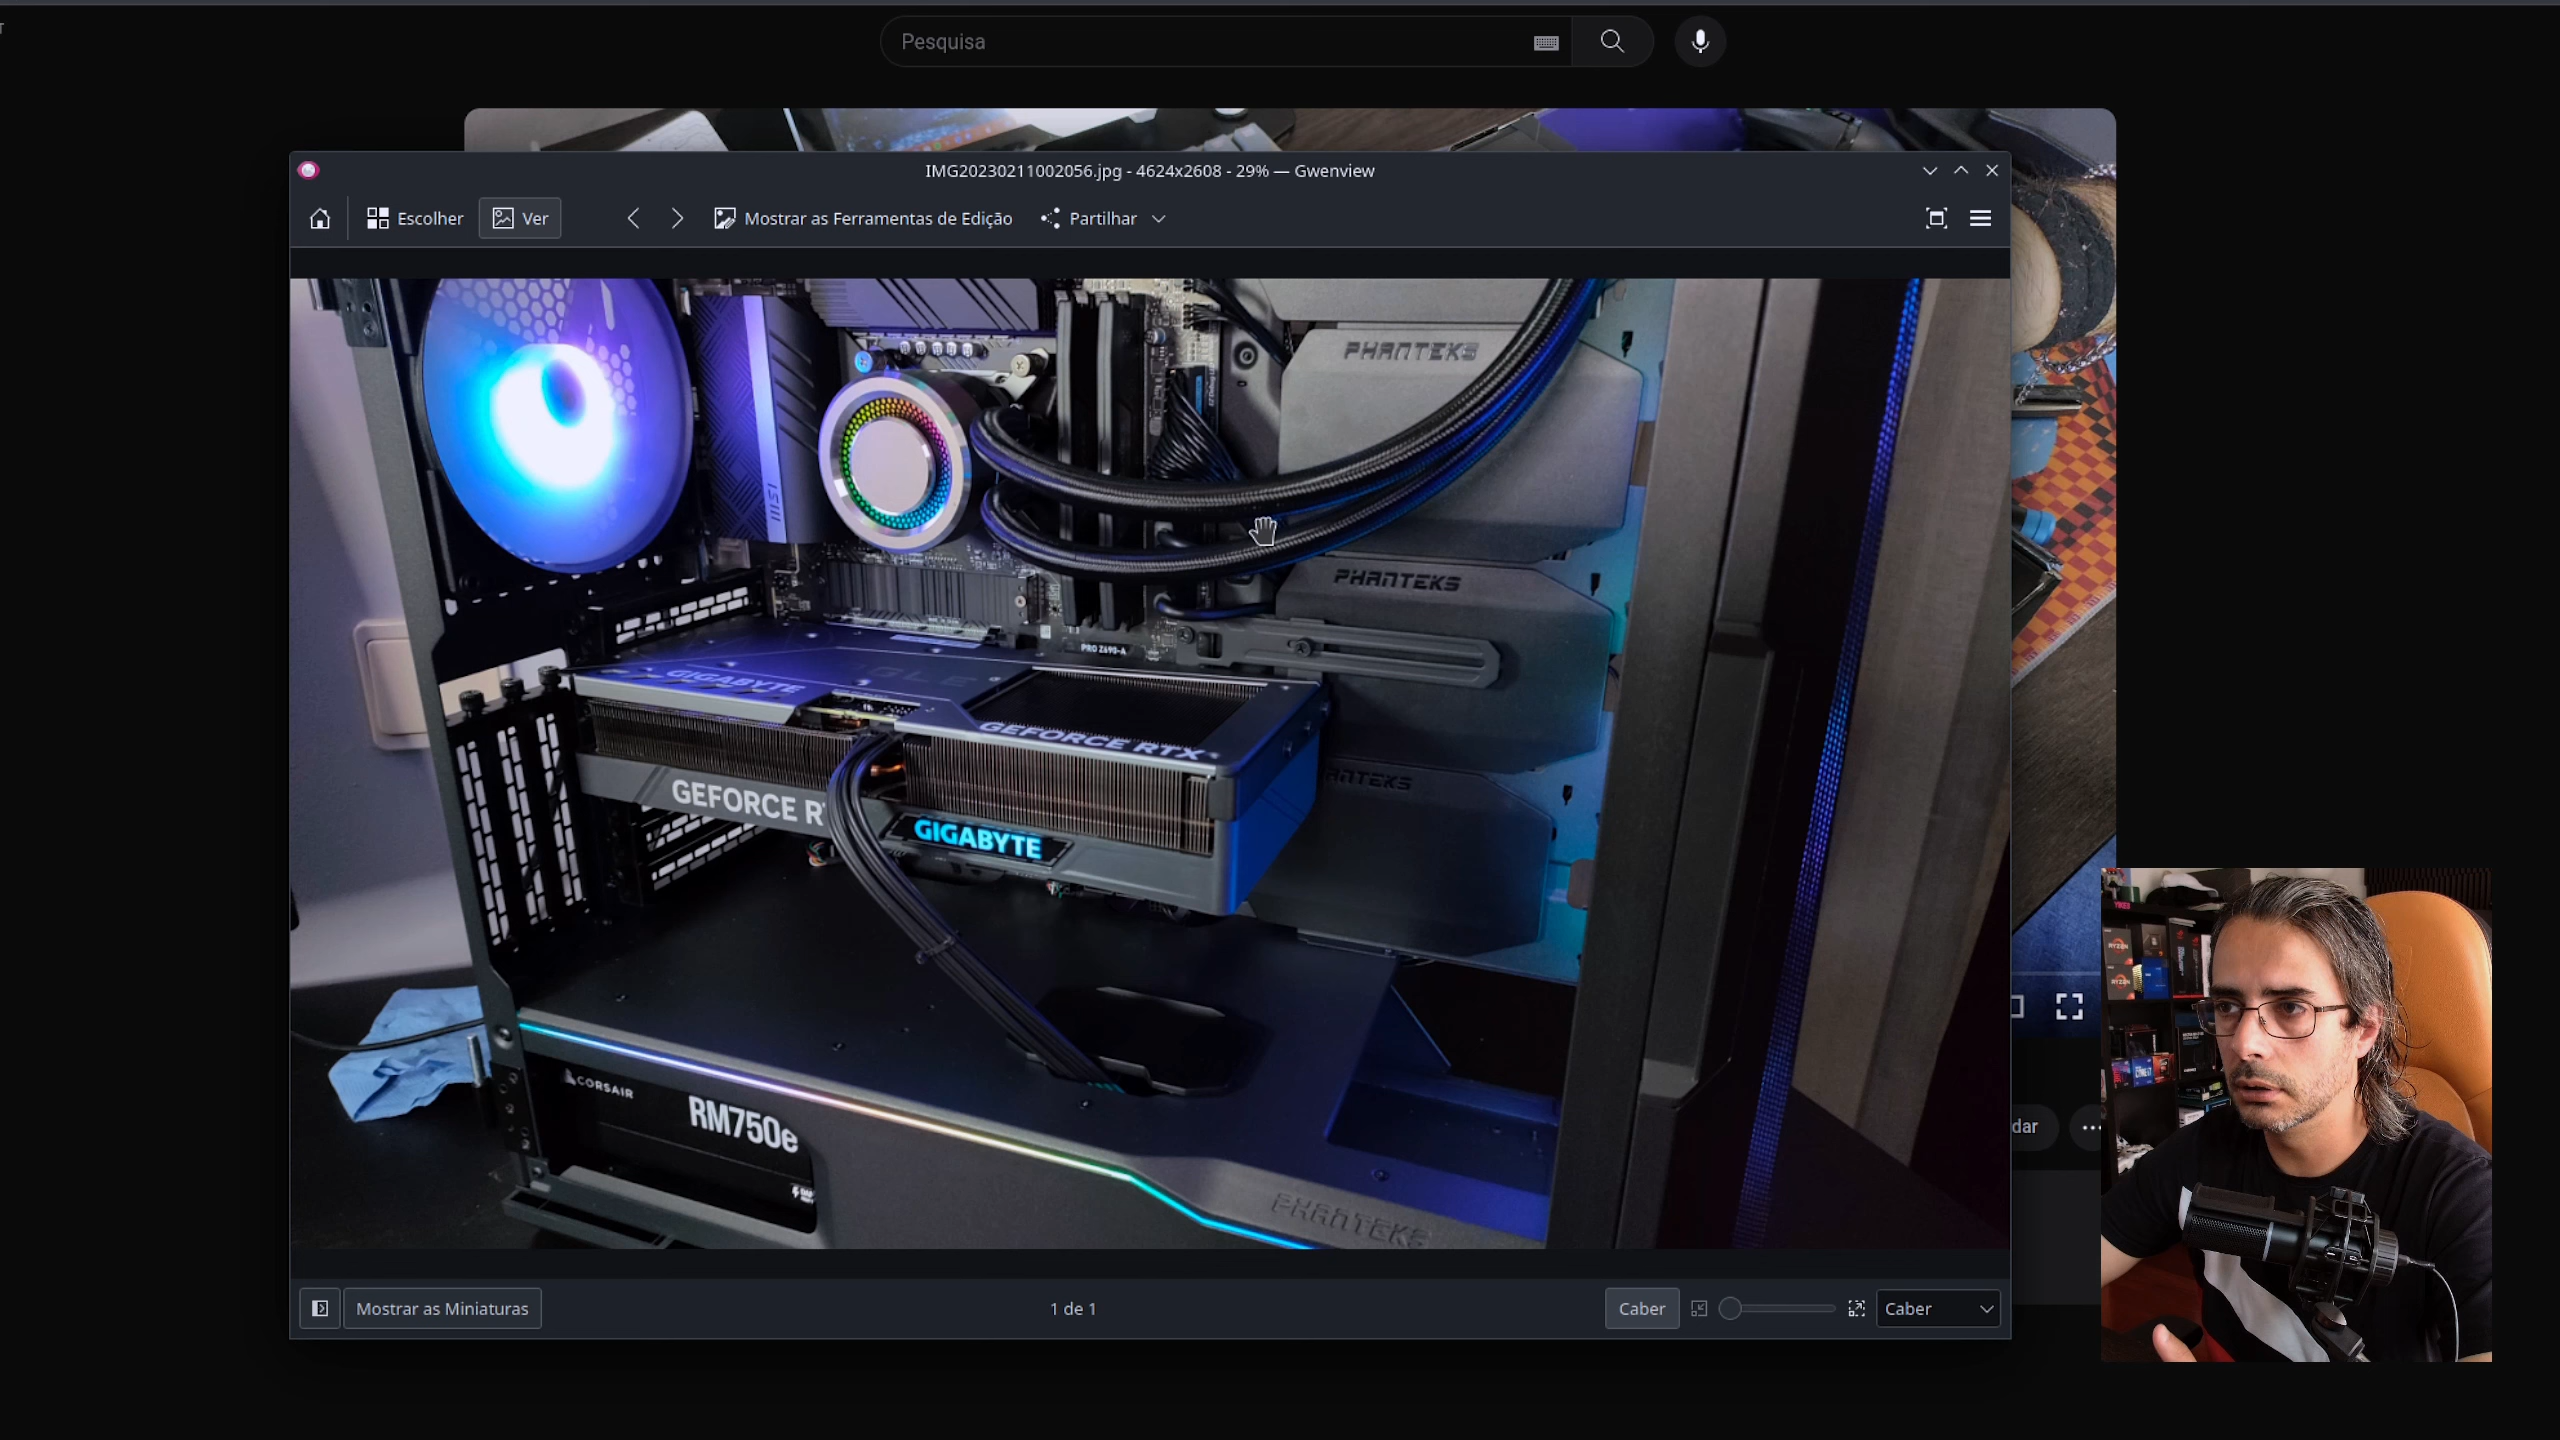 Pesquisa
IMG20230211002056.jpg - 4624x2608 - 29% — Gwenview
Escolher
Ver
Mostrar as Ferramentas de Edição
Partilhar
PHANTEKS
PHANTEKS
PRO Z690-A
GIGABYTE
GEFORCE RTX
GEFORCE R
GIGABYTE
CORSAIR
RM750e
PHANTEKS
dar
Mostrar as Miniaturas
1 de 1
Caber
Caber